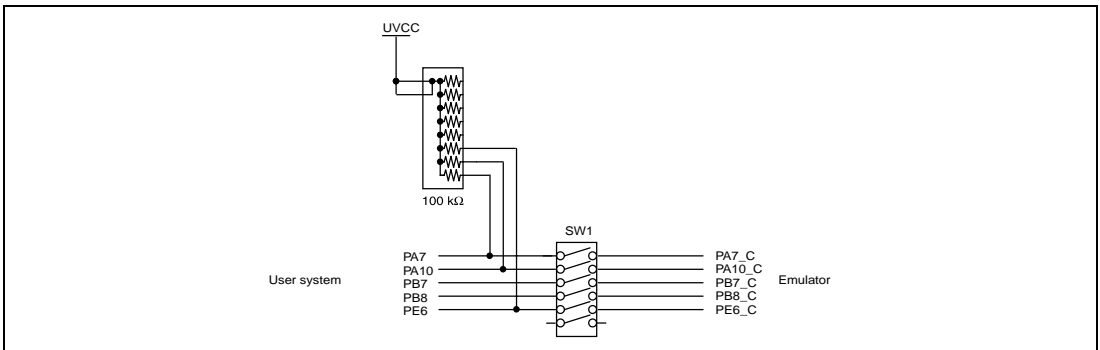 UVCC
100 kΩ
SW1
User system
PA7
PA10
PB7
PB8
PE6
PA7_C
PA10_C
PB7_C
PB8_C
PE6_C
Emulator